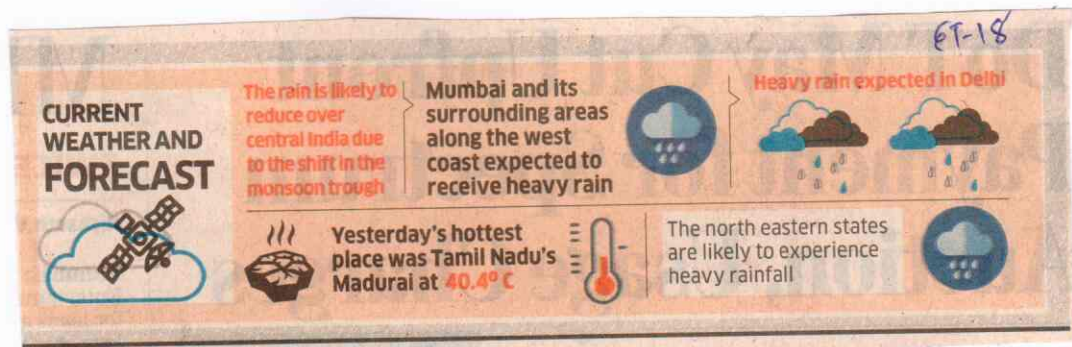 ET-18
CURRENT
WEATHER AND
FORECAST
The rain is likely to
reduce over
central India due
to the shift in the
monsoon trough
Mumbai and its
surrounding areas
along the west
coast expected to
receive heavy rain
Heavy rain expected in Delhi
Yesterday's hottest
place was Tamil Nadu's
Madurai at 40.4º C
The north eastern states
are likely to experience
heavy rainfall